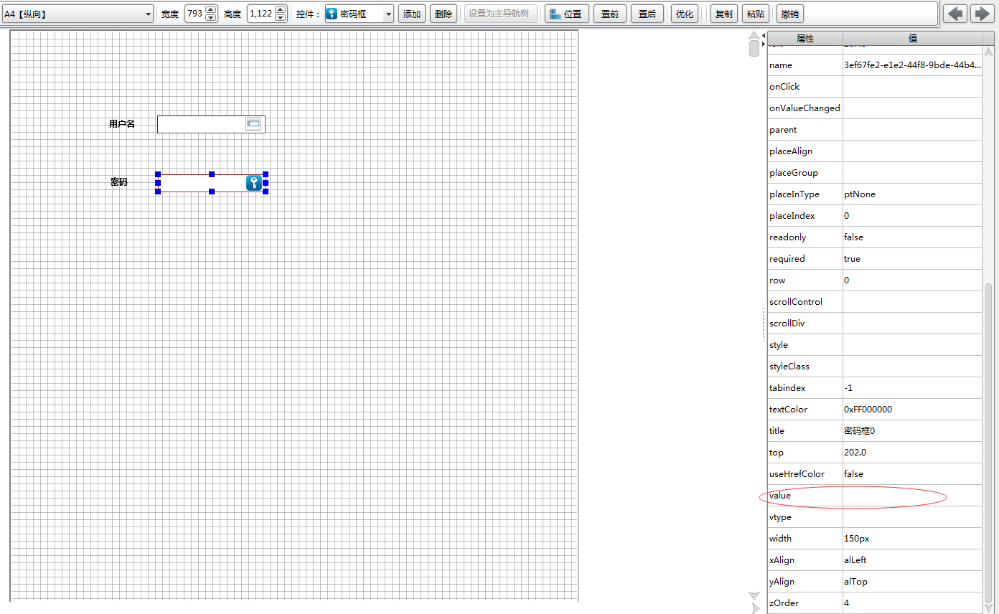 A4【纵向】 宽度 793 高度 1,122 控件： 密码框 添加 删除 设置为主导航树 位置 置前 置后 优化 复制 粘贴 撤销
属性 值
name 3ef67fe2-e1e2-44f8-9bde-44b4...
onClick
onValueChanged
parent
placeAlign
placeGroup
placeInType ptNone
placeIndex 0
readonly false
required true
row 0
scrollControl
scrollDiv
style
styleClass
tabindex -1
textColor 0xFF000000
title 密码框0
top 202.0
useHrefColor false
value
vtype
width 150px
xAlign alLeft
yAlign alTop
zOrder 4
用户名
密码